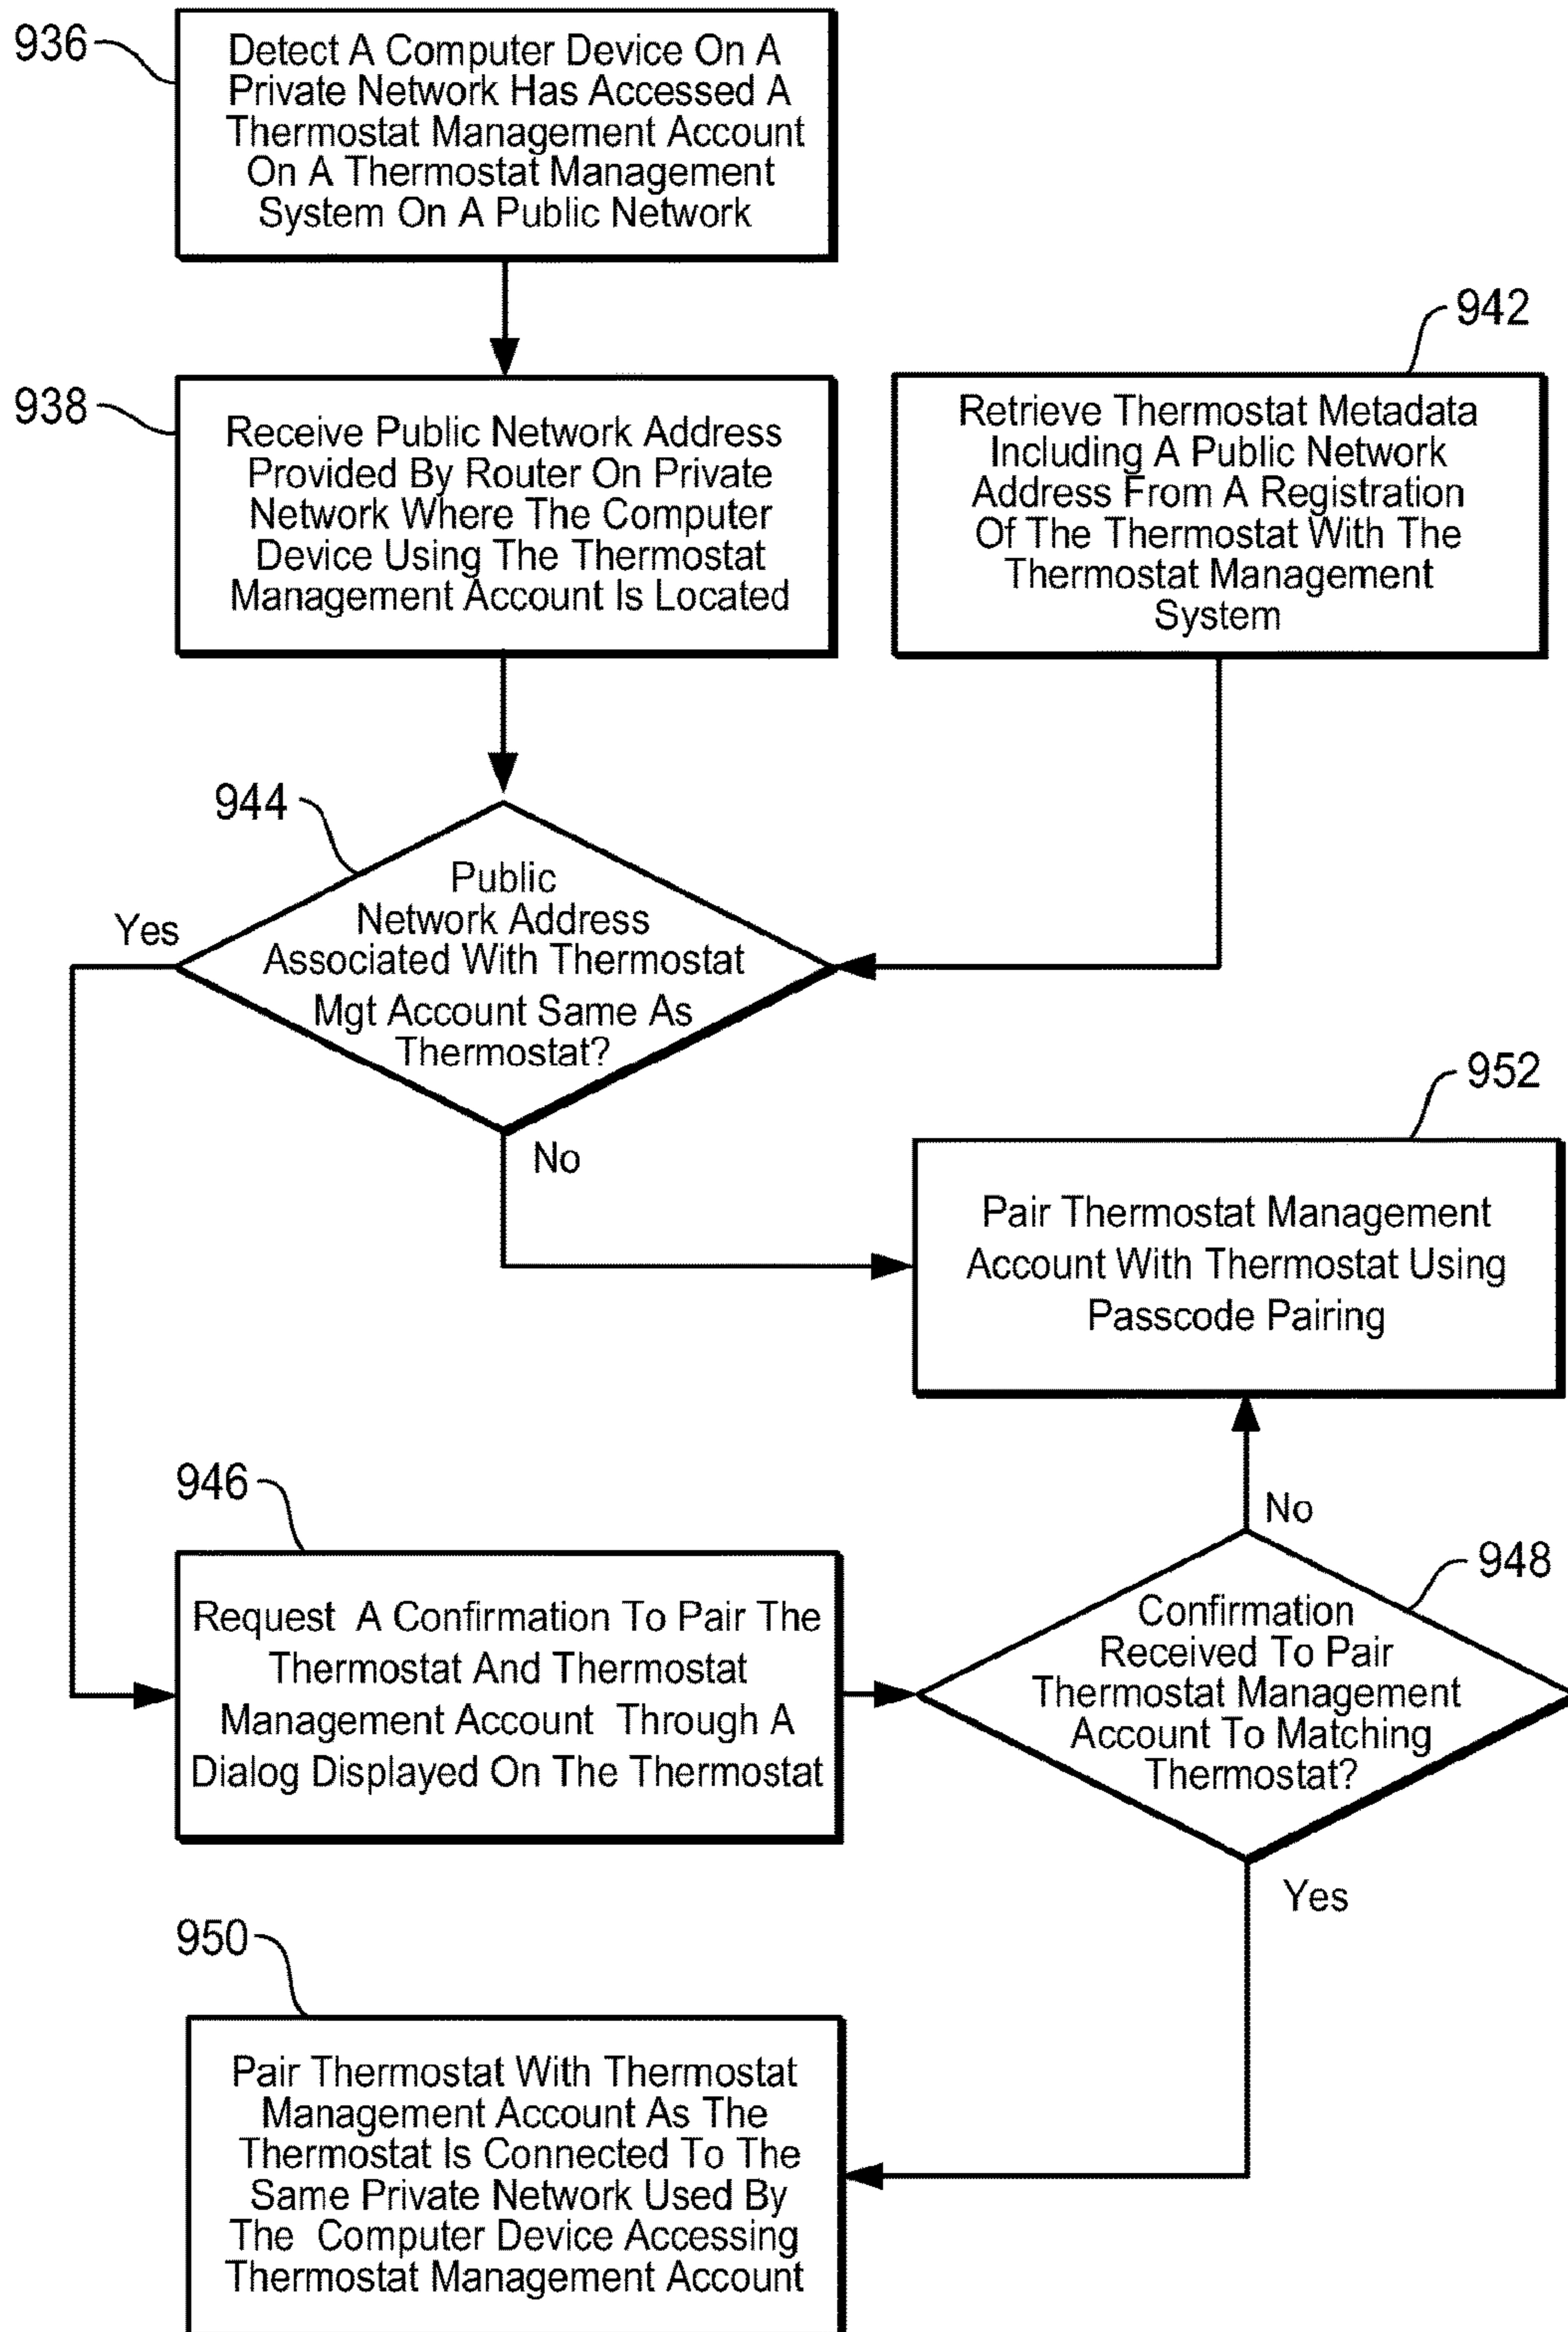 936
Detect A Computer Device On A
Private Network Has Accessed A
Thermostat Management Account
On A Thermostat Management
System On A Public Network
942
938
Receive Public Network Address
Provided By Router On Private
Network Where The Computer
Device Using The Thermostat
Management Account Is Located
Retrieve Thermostat Metadata
Including A Public Network
Address From A Registration
Of The Thermostat With The
Thermostat Management
System
944
Public
Network Address
Associated With Thermostat
Mgt Account Same As
Thermostat?
Yes
No
952
Pair Thermostat Management
Account With Thermostat Using
Passcode Pairing
946
Request A Confirmation To Pair The
Thermostat And Thermostat
Management Account Through A
Dialog Displayed On The Thermostat
No
948
Confirmation
Received To Pair
Thermostat Management
Account To Matching
Thermostat?
Yes
950
Pair Thermostat With Thermostat
Management Account As The
Thermostat Is Connected To The
Same Private Network Used By
The Computer Device Accessing
Thermostat Management Account